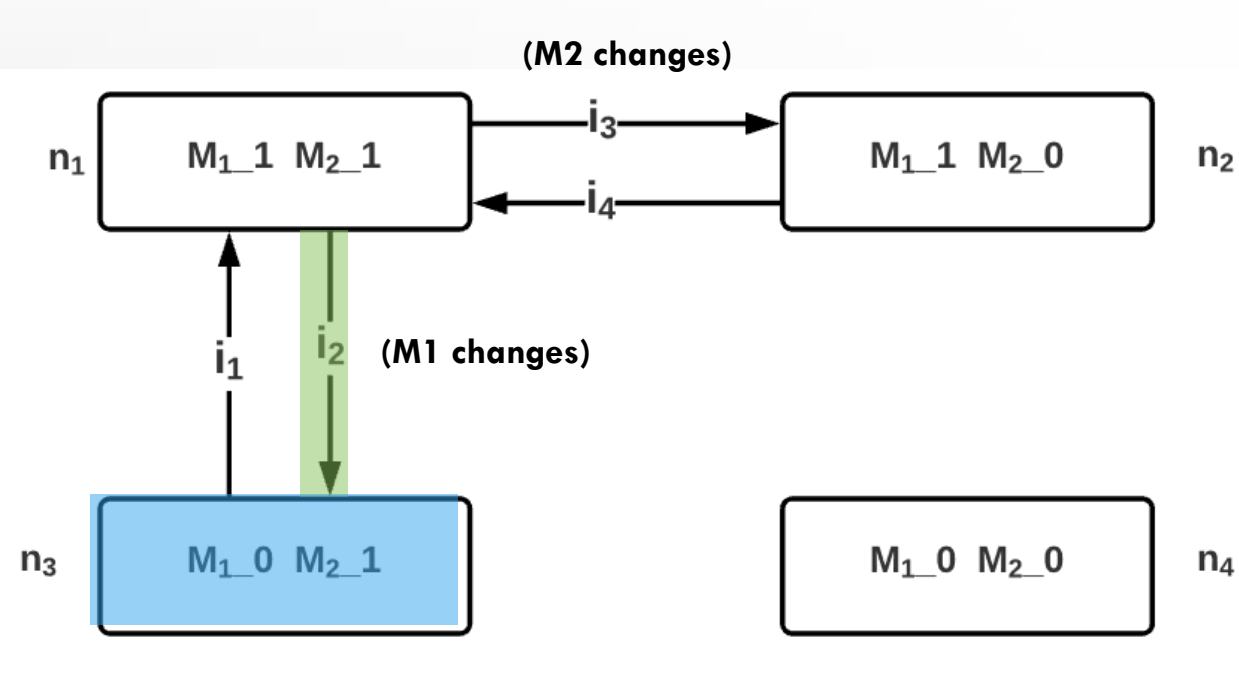 (M2 changes)
i₃
n₁ M₁_1 M₂_1 M₁_1 M₂_0 n₂
i₄
i₁ i₂ (M1 changes)
n₃ M₁_0 M₂_1 M₁_0 M₂_0 n₄